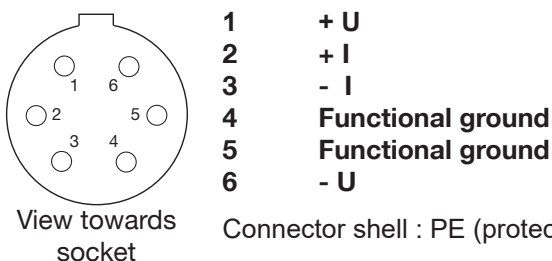 1 + U
2 + I
3 - I
4 Functional ground
5 Functional ground
6 - U
1 6
2 5
3 4
View towards
socket
Connector shell : PE